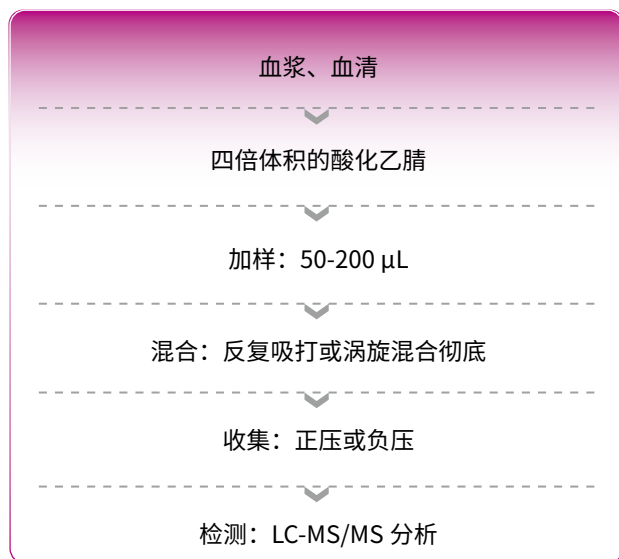 血浆、血清
四倍体积的酸化乙腈
加样：50-200 μL
混合：反复吸打或涡旋混合彻底
收集：正压或负压
检测：LC-MS/MS 分析